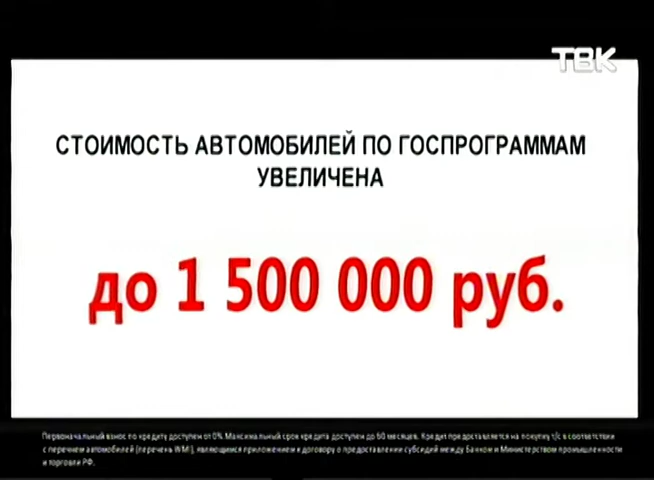 ТВК
СТОИМОСТЬ АВТОМОБИЛЕЙ ПО ГОСПРОГРАММАМ
УВЕЛИЧЕНА
до 1 500 000 руб.
Первоначальный взнос по кредиту доступен от 0%. Максимальный срок кредита доступен до 60 месяцев. Кредит предоставляется на покупку т/с в соответствии
с перечнем автомобилей (перечень WMI), являющимся приложением к договору о предоставлении субсидий между Банком и Министерством промышленности
и торговли РФ.